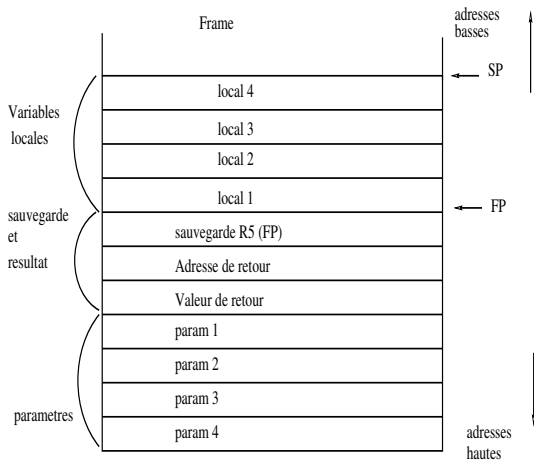 Frame
adresses
basses
SP
local 4
Variables
locales
local 3
local 2
local 1
FP
sauvegarde
et
resultat
sauvegarde R5 (FP)
Adresse de retour
Valeur de retour
param 1
param 2
param 3
parametres
param 4
adresses
hautes